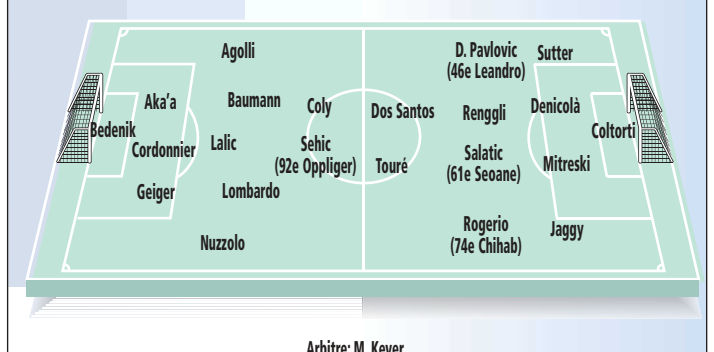 Agolli
D. Pavlovic
(46e Leandro)
Sutter
Aka'a
Baumann
Coly
Dos Santos
Renggli
Denicolà
Bedenik
Coltorti
Cordonnier
Lalic
Sehic
(92e Oppliger)
Touré
Salatic
(61e Seoane)
Mitreski
Geiger
Lombardo
Nuzzolo
Rogerio
(74e Chihab)
Jaggy
Arbitre: M. Kever